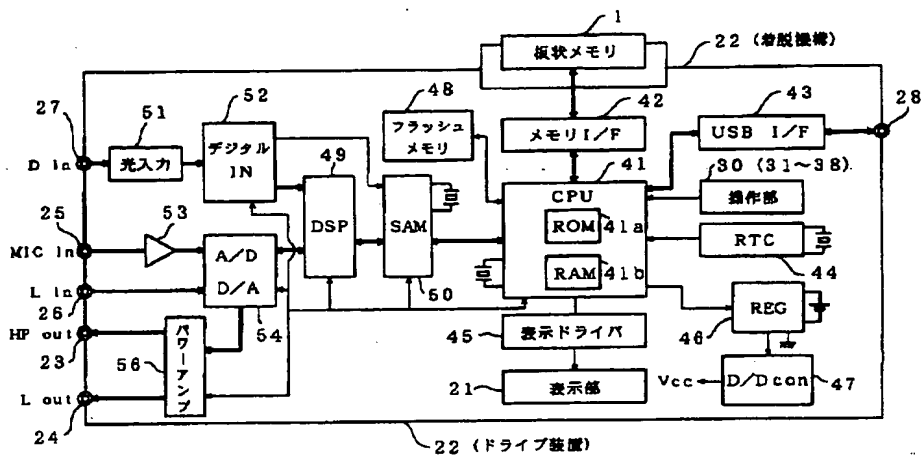 1
板状メモリ
22 (着脱機構)
27
51
52
48
42
43
28
D in
光入力
デジタル
IN
フラッシュ
メモリ
メモリI/F
USB I/F
49
41
30 (31〜38)
操作部
25
53
DSP
SAM
CPU
ROM
41a
RAM
41b
RTC
44
MIC in
A/D
D/A
L in
26
54
50
HP out
23
56
パワーアンプ
45
表示ドライバ
46
REG
L out
24
21
表示部
Vcc
D/Dcon
47
22 (ドライブ装置)